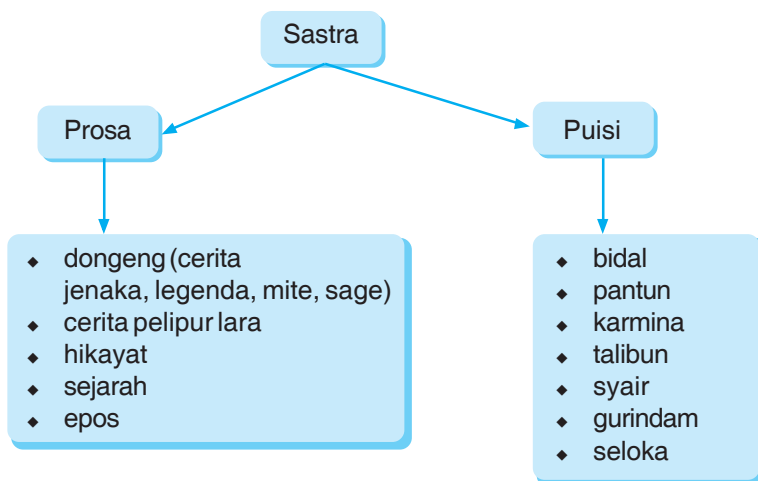 Sastra
Prosa
Puisi
◆ dongeng (cerita
jenaka, legenda, mite, sage)
◆ cerita pelipur lara
◆ hikayat
◆ sejarah
◆ epos
◆ bidal
◆ pantun
◆ karmina
◆ talibun
◆ syair
◆ gurindam
◆ seloka